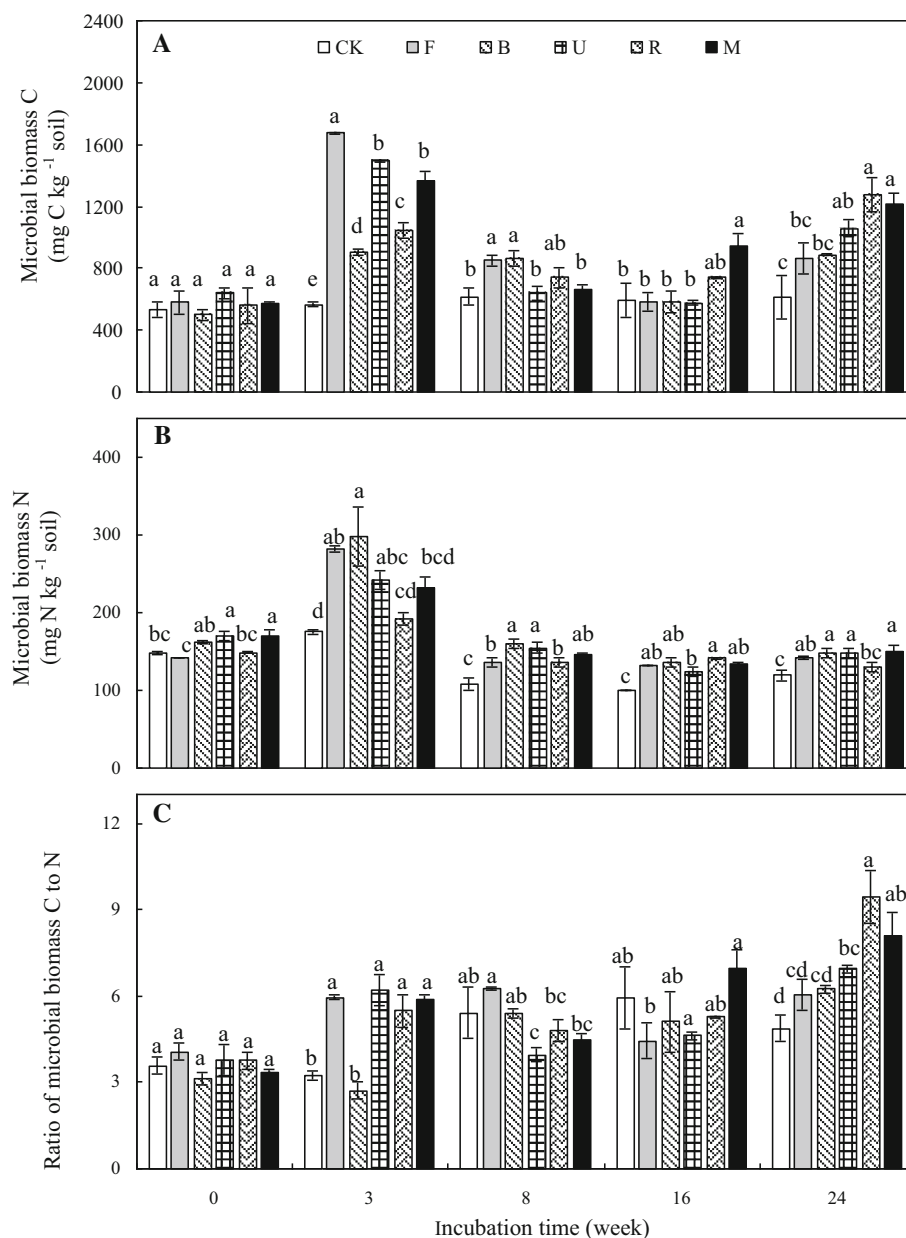 A
CK F B U R M
Microbial biomass C
(mg C kg -1 soil)
2400
2000
1600
1200
800
400
0
a a a a a a
e a d b c b
b a a b ab b
b b b b ab a
c bc bc ab a a
B
Microbial biomass N
(mg N kg -1 soil)
400
300
200
100
0
bc c ab a bc a
d ab a abc cd bcd
c b a a b ab
c ab ab b a ab
c ab a a bc a
C
Ratio of microbial biomass C to N
12
9
6
3
0
a a a a a a
b a b a a a
ab a ab c bc bc
ab b ab a ab a
d cd cd bc a ab
0 3 8 16 24
Incubation time (week)